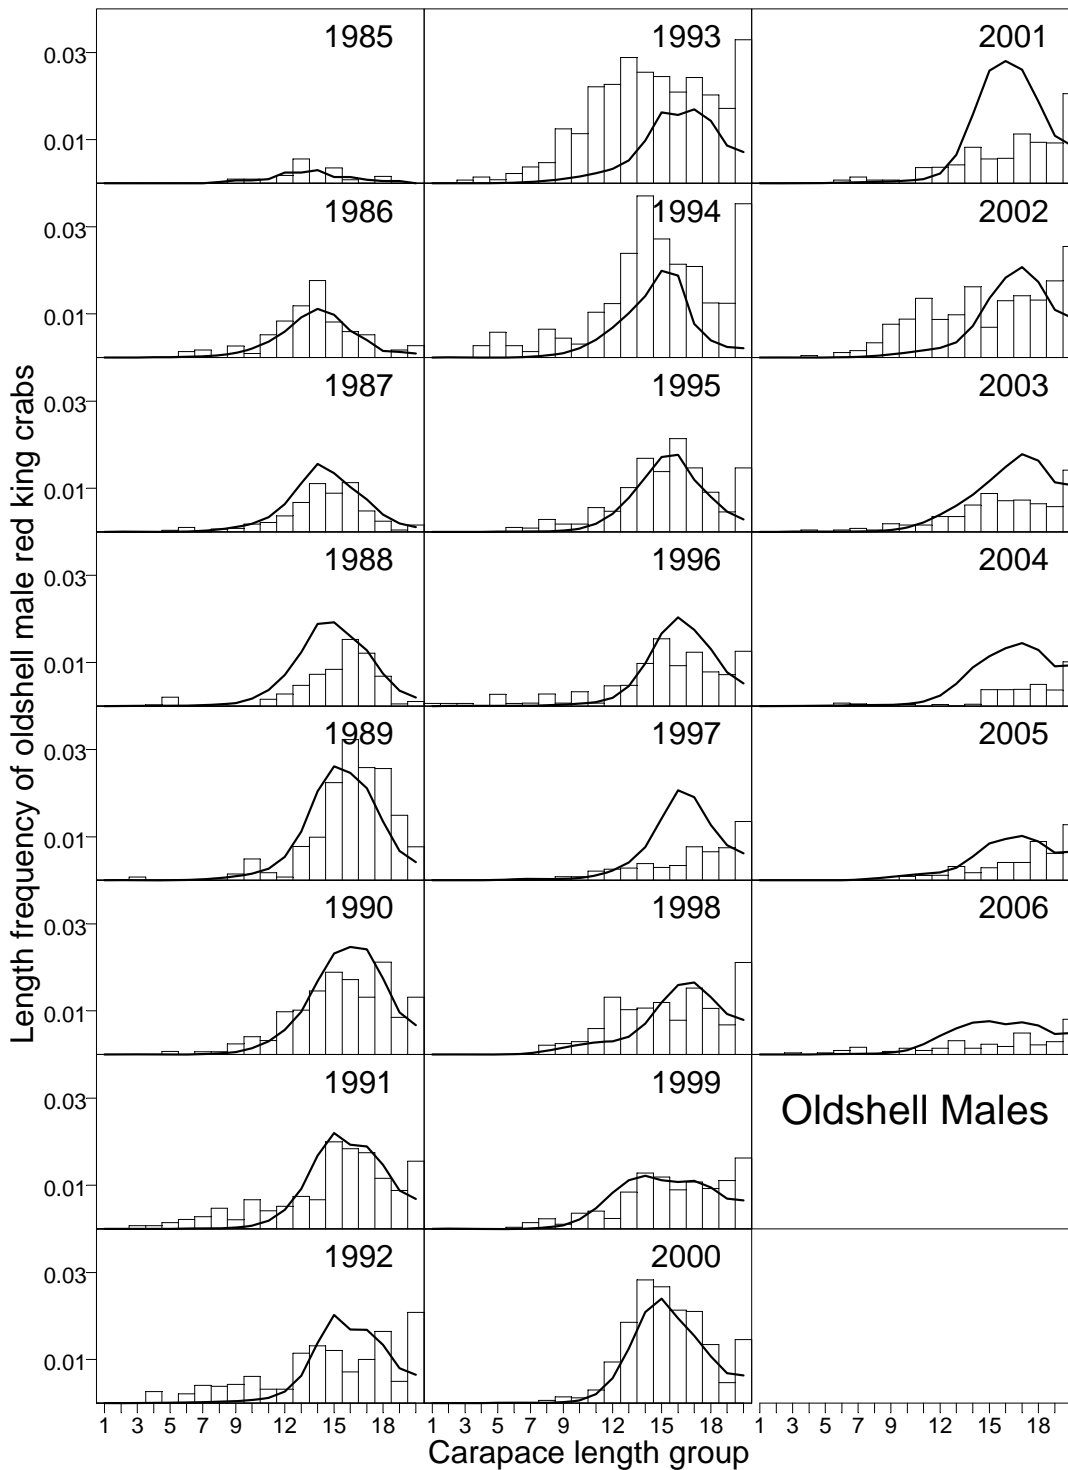 1985 1993 2001
0.03
0.01
1986 1994 2002
0.03
0.01
1987 1995 2003
0.03
0.01
1988 1996 2004
0.03
0.01
1989 1997 2005
0.03
0.01
1990 1998 2006
0.03
0.01
1991 1999
Oldshell Males
0.03
0.01
1992 2000
0.03
0.01
Length frequency of oldshell male red king crabs
1 3 5 7 9 12 15 18 1 3 5 7 9 12 15 18 1 3 5 7 9 12 15 18
Carapace length group